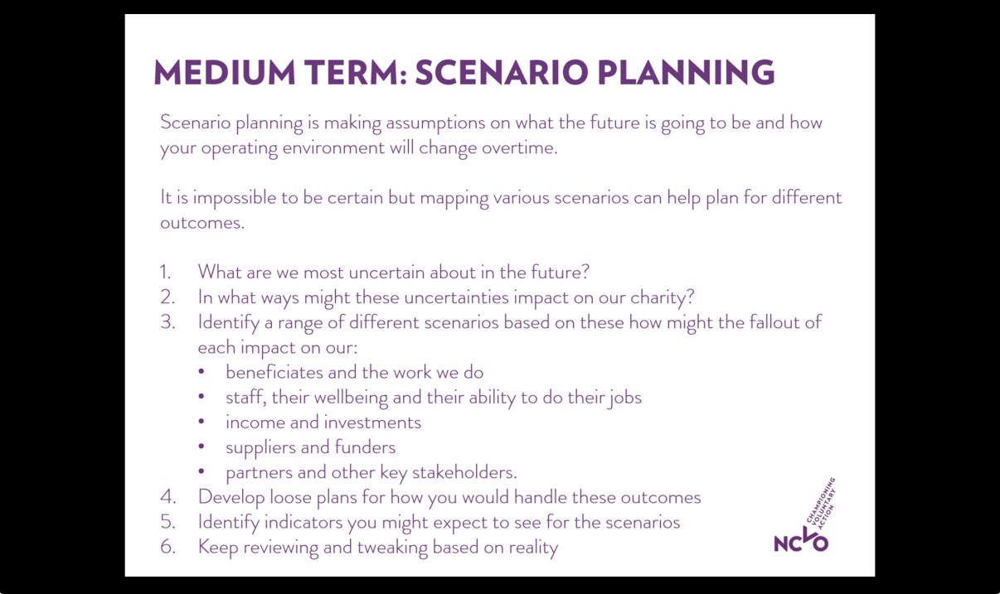 MEDIUM TERM: SCENARIO PLANNING
Scenario planning is making assumptions on what the future is going to be and how
your operating environment will change overtime.
It is impossible to be certain but mapping various scenarios can help plan for different
outcomes.
1. What are we most uncertain about in the future?
2. In what ways might these uncertainties impact on our charity?
3. Identify a range of different scenarios based on these how might the fallout of
each impact on our:
• beneficiates and the work we do
• staff, their wellbeing and their ability to do their jobs
• income and investments
• suppliers and funders
• partners and other key stakeholders.
4. Develop loose plans for how you would handle these outcomes
5. Identify indicators you might expect to see for the scenarios
6. Keep reviewing and tweaking based on reality
CHAMPIONING
VOLUNTARY
ACTION
NCVO